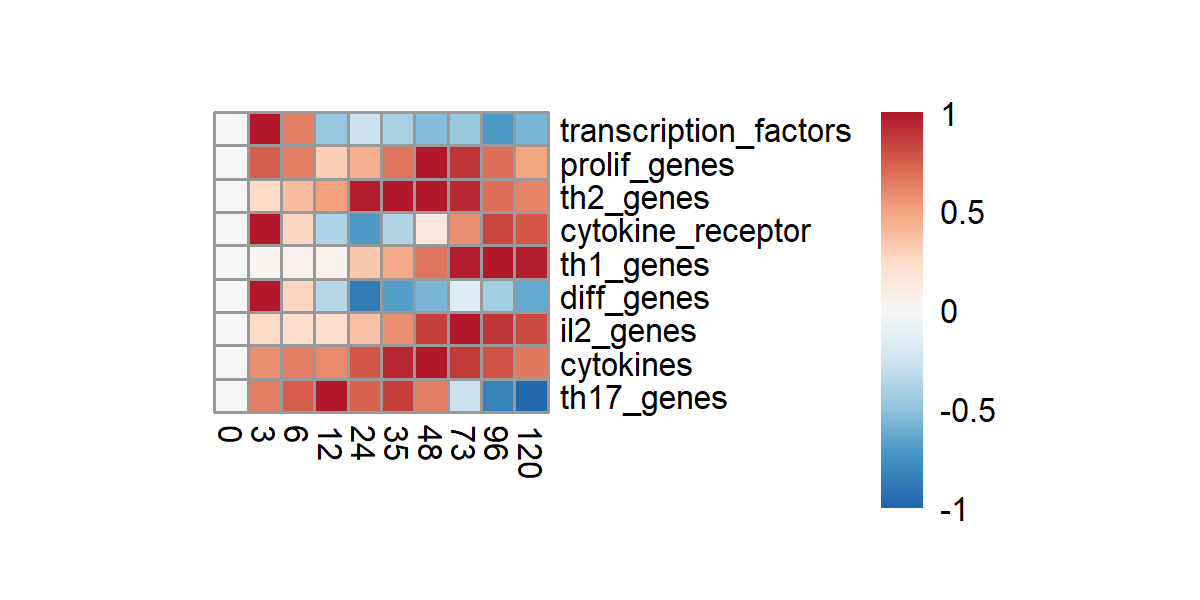 transcription_factors
prolif_genes
th2_genes
cytokine_receptor
th1_genes
diff_genes
il2_genes
cytokines
th17_genes
0 3 6 12 24 35 48 73 96 120
1
0.5
0
-0.5
-1